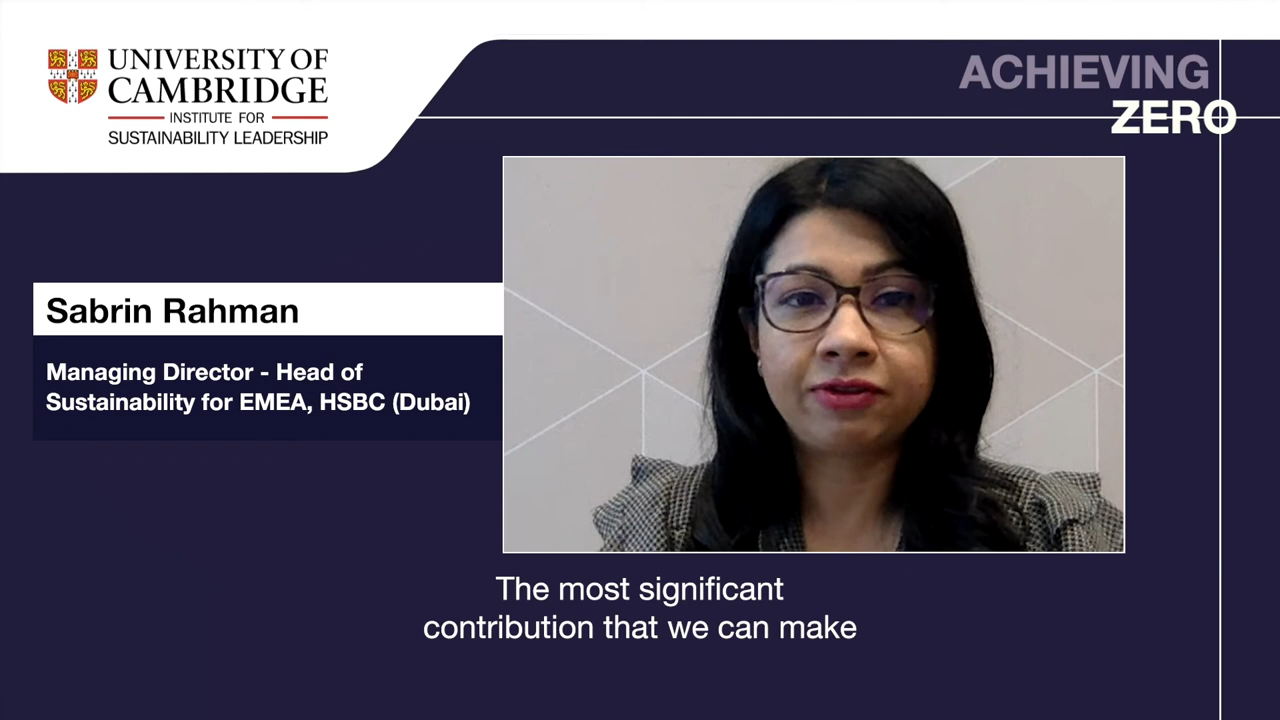 UNIVERSITY OF
CAMBRIDGE
INSTITUTE FOR
SUSTAINABILITY LEADERSHIP
ACHIEVING
ZERO
Sabrin Rahman
Managing Director - Head of
Sustainability for EMEA, HSBC (Dubai)
The most significant
contribution that we can make